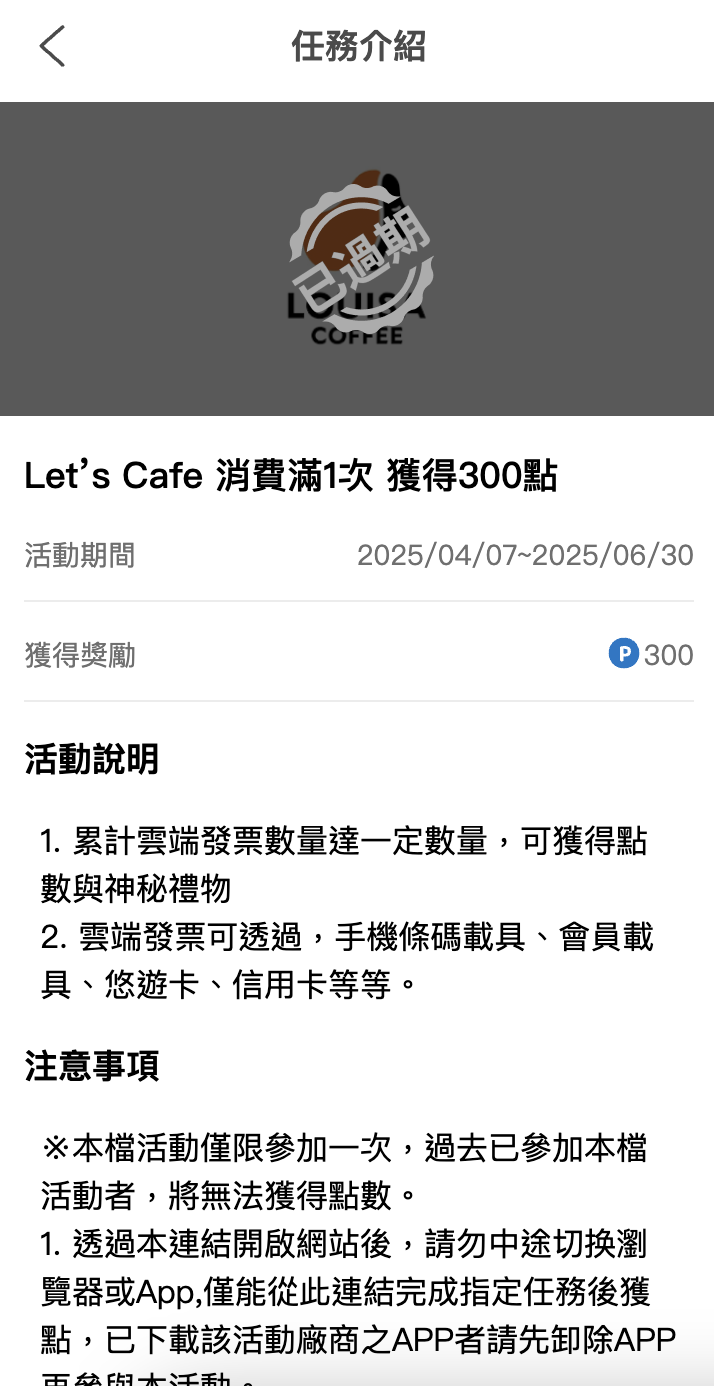 任務介紹
已過期
LOUISA
COFFEE
Let’s Cafe 消費滿1次 獲得300點
活動期間 2025/04/07~2025/06/30
獲得獎勵 P 300
活動說明
1. 累計雲端發票數量達一定數量，可獲得點
數與神秘禮物
2. 雲端發票可透過，手機條碼載具、會員載
具、悠遊卡、信用卡等等。
注意事項
※本檔活動僅限參加一次，過去已參加本檔
活動者，將無法獲得點數。
1. 透過本連結開啟網站後，請勿中途切換瀏
覽器或App,僅能從此連結完成指定任務後獲
點，已下載該活動廠商之APP者請先卸除APP
再參與本活動。